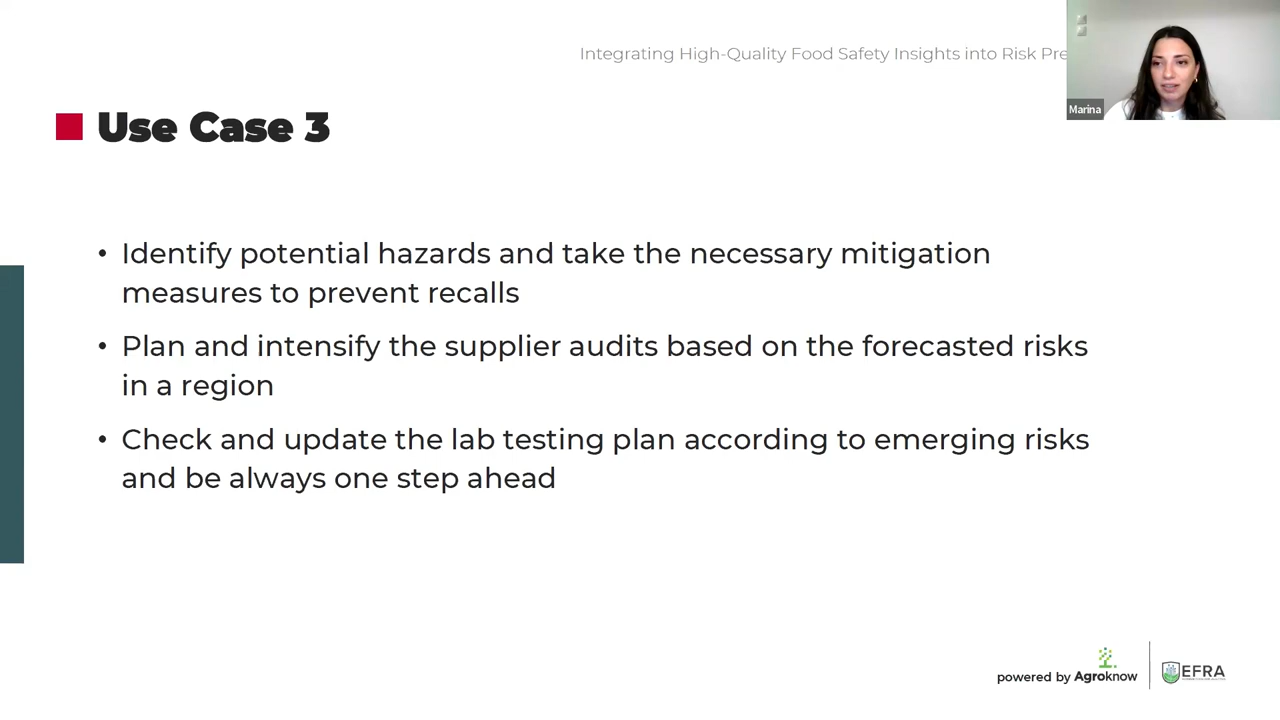 Integrating High-Quality Food Safety Insights into Risk
Marina
Use Case 3
• Identify potential hazards and take the necessary mitigation
measures to prevent recalls
• Plan and intensify the supplier audits based on the forecasted risks
in a region
• Check and update the lab testing plan according to emerging risks
and be always one step ahead
powered by Agroknow
EFRA